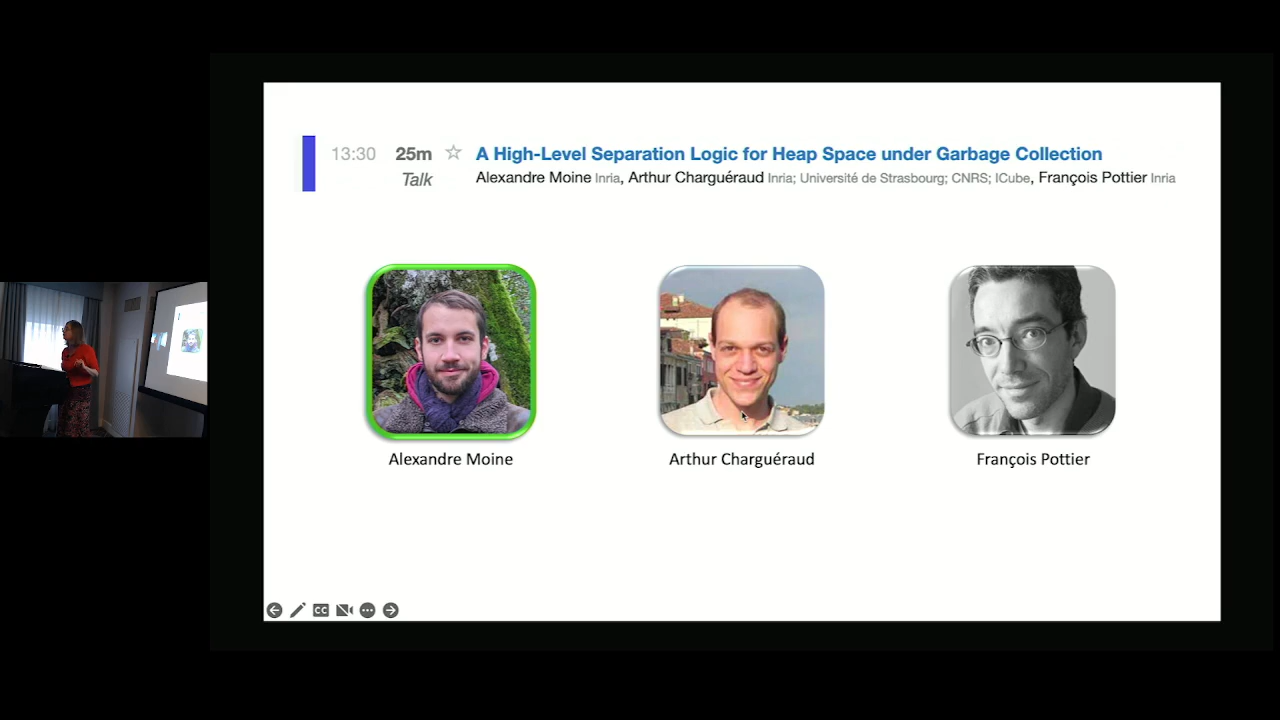 13:30 25m ☆ A High-Level Separation Logic for Heap Space under Garbage Collection
Talk Alexandre Moine Inria, Arthur Charguéraud Inria; Université de Strasbourg; CNRS; ICube, François Pottier Inria
Alexandre Moine Arthur Charguéraud François Pottier
CC